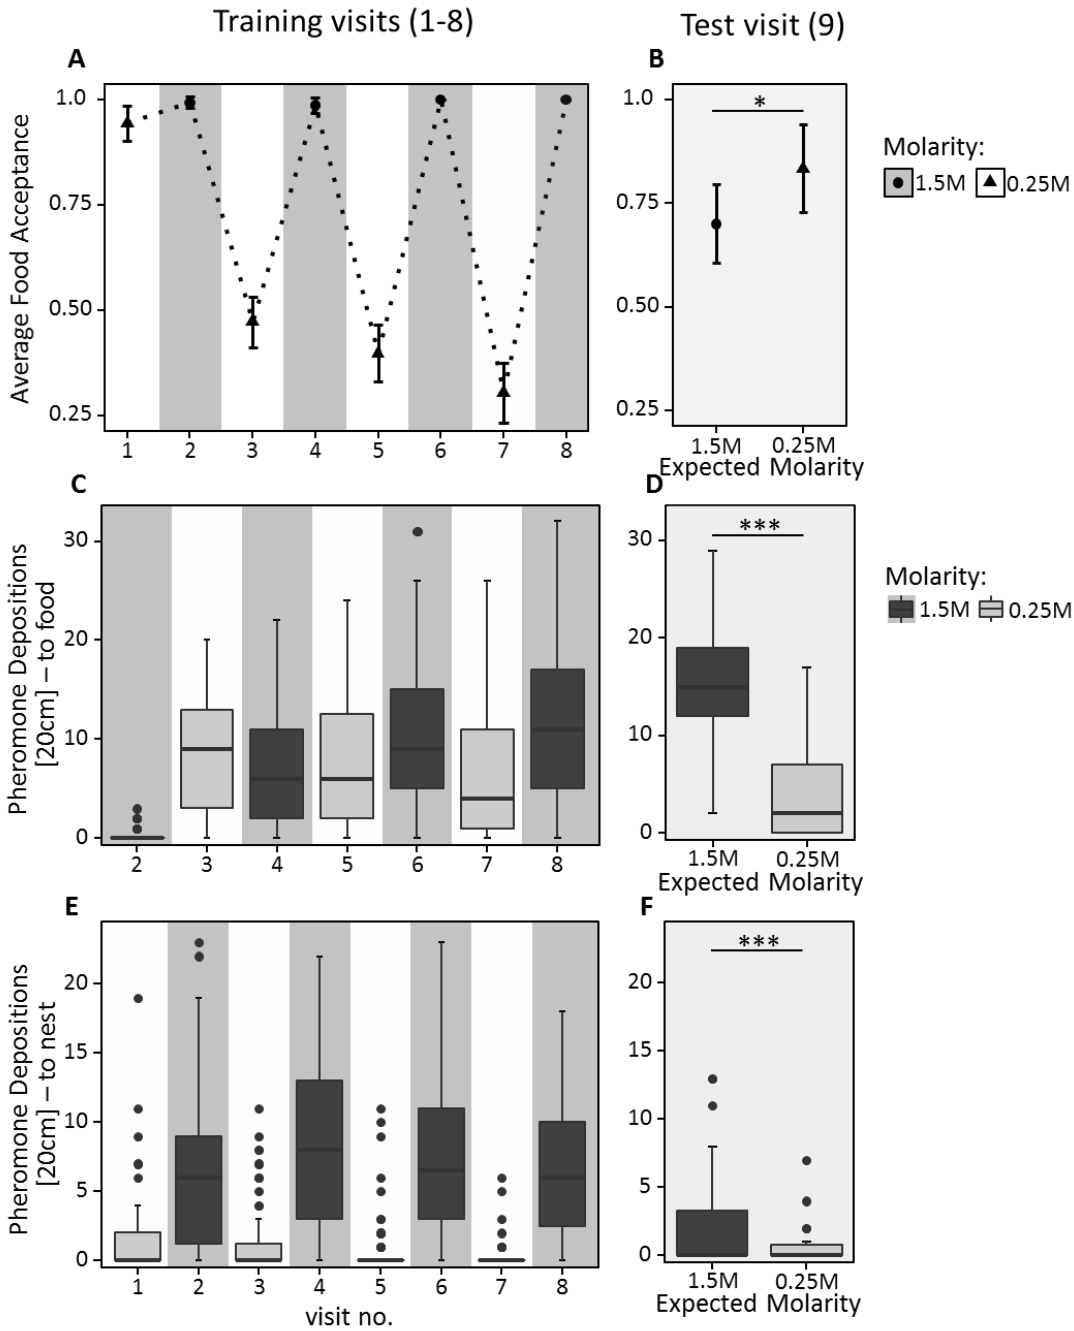 Training visits (1-8)
Test visit (9)
A
Average Food Acceptance
1.0
0.75
0.50
0.25
1 2 3 4 5 6 7 8
B
1.0
0.75
0.50
0.25
*
1.5M 0.25M
Expected Molarity
Molarity:
1.5M 0.25M
C
Pheromone Depositions
[20cm] – to food
30
20
10
0
2 3 4 5 6 7 8
D
30
20
10
0
***
1.5M 0.25M
Expected Molarity
Molarity:
1.5M 0.25M
E
Pheromone Depositions
[20cm] – to nest
20
15
10
5
0
1 2 3 4 5 6 7 8
visit no.
F
20
15
10
5
0
***
1.5M 0.25M
Expected Molarity